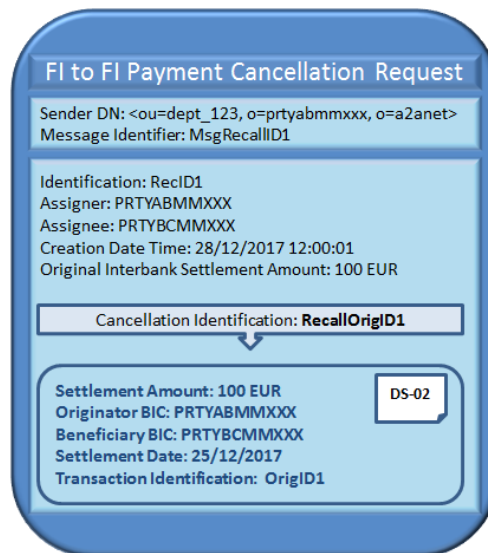 FI to FI Payment Cancellation Request
Sender DN: <ou=dept_123, o=prtyabmmxxx, o=a2anet>
Message Identifier: MsgRecallID1
Identification: RecID1
Assigner: PRTYABMMXXX
Assignee: PRTYBCMMXXX
Creation Date Time: 28/12/2017 12:00:01
Original Interbank Settlement Amount: 100 EUR
Cancellation Identification: RecallOrigID1
Settlement Amount: 100 EUR
Originator BIC: PRTYABMMXXX
Beneficiary BIC: PRTYBCMMXXX
Settlement Date: 25/12/2017
Transaction Identification: OrigID1
DS-02